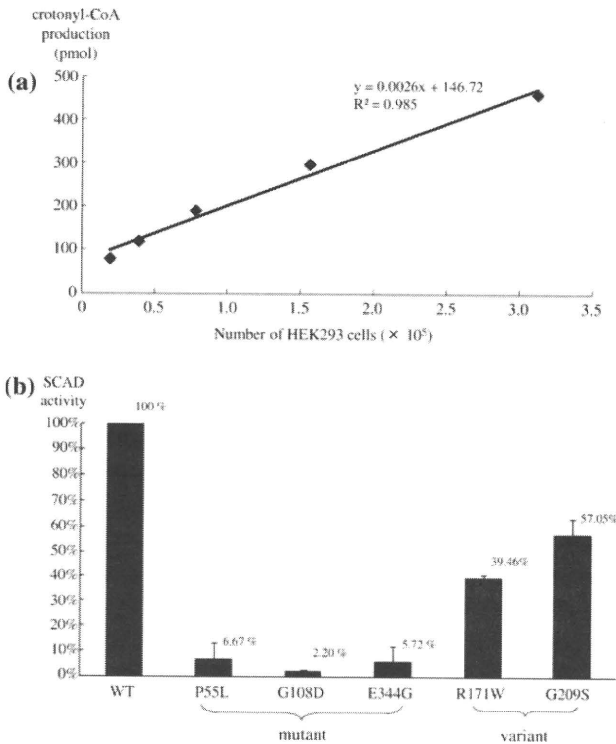 crotonyl-CoA
production
(pmol)
(a)
500
400
300
200
100
0
y = 0.0026x + 146.72
R² = 0.985
0 0.5 1.0 1.5 2.0 2.5 3.0 3.5
Number of HEK293 cells ( × 10⁵)
(b) SCAD
activity
100%
90%
80%
70%
60%
50%
40%
30%
20%
10%
0%
100 %
6.67 %
2.20 %
5.72 %
39.46%
57.05%
WT P55L G108D E344G R171W G209S
mutant variant